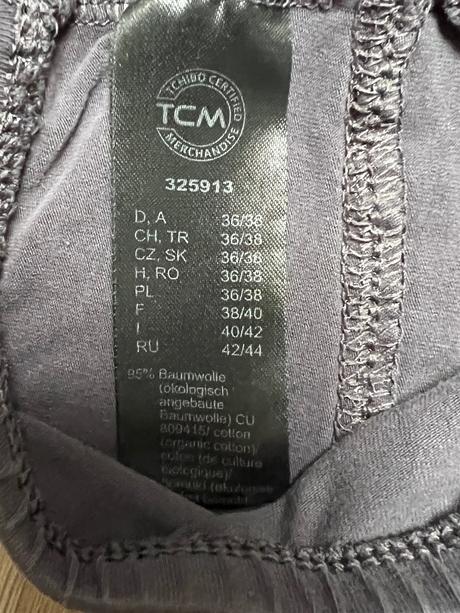 TCHIBO CERTIFIED
TCM
MERCHANDISE
325913
D, A 36/38
CH, TR 36/38
CZ, SK 36/38
H, RO 36/38
PL 36/38
F 38/40
I 40/42
RU 42/44
95% Baumwolle
(ökologisch
angebaute
Baumwolle) CU
809415/ cotton
(organic cotton)/
coton (de culture
biologique)/